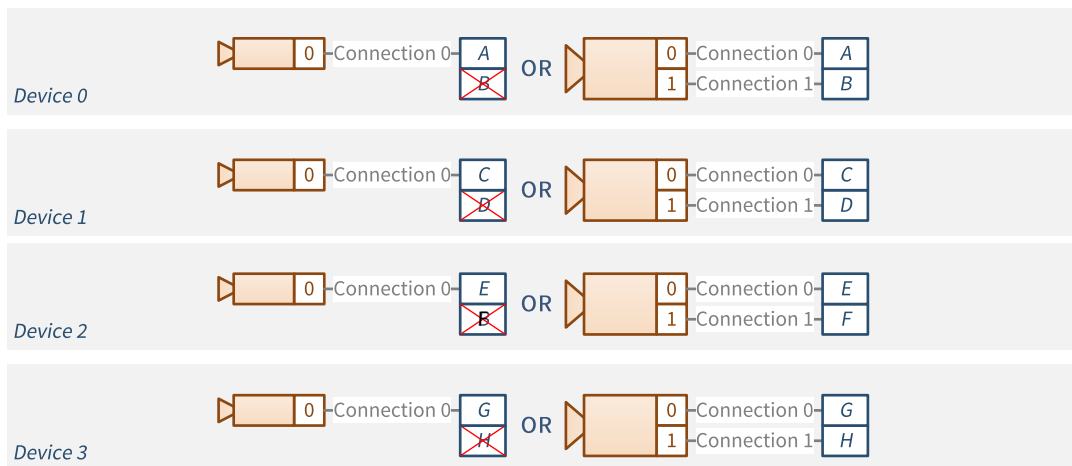 0 Connection 0 A OR 0 Connection 0 A
B 1 Connection 1 B
Device 0
0 Connection 0 C OR 0 Connection 0 C
D 1 Connection 1 D
Device 1
0 Connection 0 E OR 0 Connection 0 E
B 1 Connection 1 F
Device 2
0 Connection 0 G OR 0 Connection 0 G
H 1 Connection 1 H
Device 3